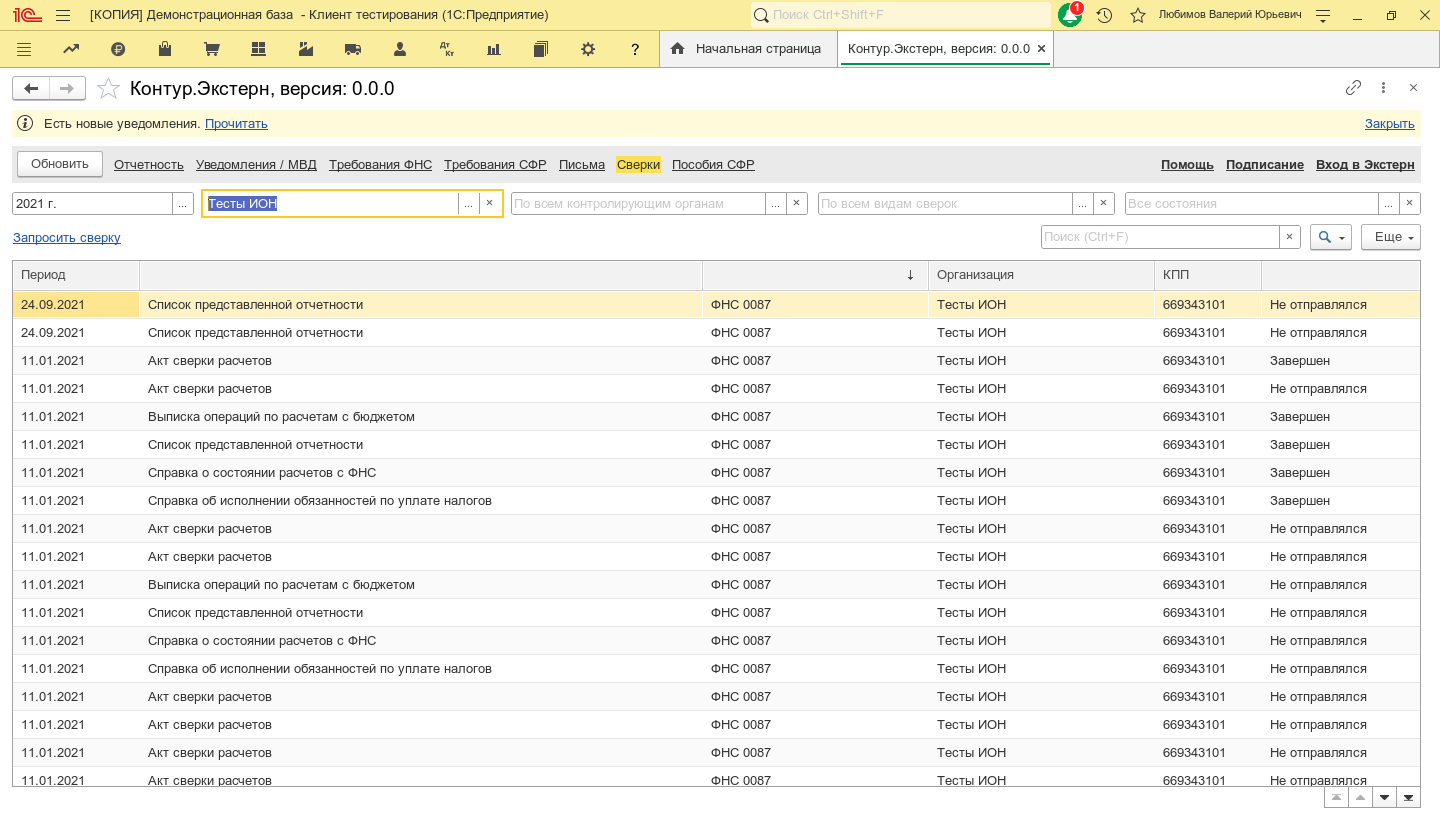 [КОПИЯ] Демонстрационная база - Клиент тестирования (1С:Предприятие) Поиск Ctrl+Shift+F 1 Любимов Валерий Юрьевич
Дт Кт ? Начальная страница Контур.Экстерн, версия: 0.0.0 ×
Контур.Экстерн, версия: 0.0.0
Есть новые уведомления. Прочитать Закрыть
Обновить Отчетность Уведомления / МВД Требования ФНС Требования СФР Письма Сверки Пособия СФР Помощь Подписание Вход в Экстерн
2021 г. ... Тесты ИОН ... × По всем контролирующим органам ... × По всем видам сверок ... × Все состояния ... ×
Запросить сверку Поиск (Ctrl+F) × Еще
Период ↓ Организация КПП
24.09.2021 Список представленной отчетности ФНС 0087 Тесты ИОН 669343101 Не отправлялся
24.09.2021 Список представленной отчетности ФНС 0087 Тесты ИОН 669343101 Не отправлялся
11.01.2021 Акт сверки расчетов ФНС 0087 Тесты ИОН 669343101 Завершен
11.01.2021 Акт сверки расчетов ФНС 0087 Тесты ИОН 669343101 Не отправлялся
11.01.2021 Выписка операций по расчетам с бюджетом ФНС 0087 Тесты ИОН 669343101 Завершен
11.01.2021 Список представленной отчетности ФНС 0087 Тесты ИОН 669343101 Завершен
11.01.2021 Справка о состоянии расчетов с ФНС ФНС 0087 Тесты ИОН 669343101 Завершен
11.01.2021 Справка об исполнении обязанностей по уплате налогов ФНС 0087 Тесты ИОН 669343101 Завершен
11.01.2021 Акт сверки расчетов ФНС 0087 Тесты ИОН 669343101 Не отправлялся
11.01.2021 Акт сверки расчетов ФНС 0087 Тесты ИОН 669343101 Не отправлялся
11.01.2021 Выписка операций по расчетам с бюджетом ФНС 0087 Тесты ИОН 669343101 Не отправлялся
11.01.2021 Список представленной отчетности ФНС 0087 Тесты ИОН 669343101 Не отправлялся
11.01.2021 Справка о состоянии расчетов с ФНС ФНС 0087 Тесты ИОН 669343101 Не отправлялся
11.01.2021 Справка об исполнении обязанностей по уплате налогов ФНС 0087 Тесты ИОН 669343101 Не отправлялся
11.01.2021 Акт сверки расчетов ФНС 0087 Тесты ИОН 669343101 Не отправлялся
11.01.2021 Акт сверки расчетов ФНС 0087 Тесты ИОН 669343101 Не отправлялся
11.01.2021 Акт сверки расчетов ФНС 0087 Тесты ИОН 669343101 Не отправлялся
11.01.2021 Акт сверки расчетов ФНС 0087 Тесты ИОН 669343101 Не отправлялся